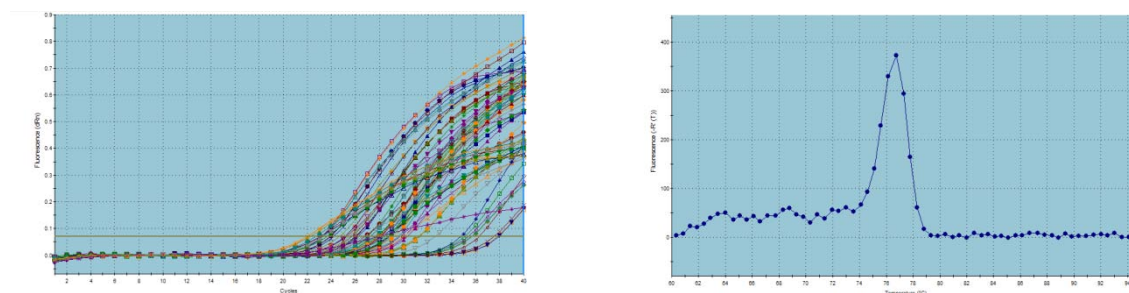 Fluorescence (dRn)
0.9
0.8
0.7
0.6
0.5
0.4
0.3
0.2
0.1
0.0
2 4 6 8 10 12 14 16 18 20 22 24 26 28 30 32 34 36 38 40
Cycles
Fluorescence (-R' (T))
400
300
200
100
0
60 62 64 66 68 70 72 74 76 78 80 82 84 86 88 90 92 94
Temperature (°C)